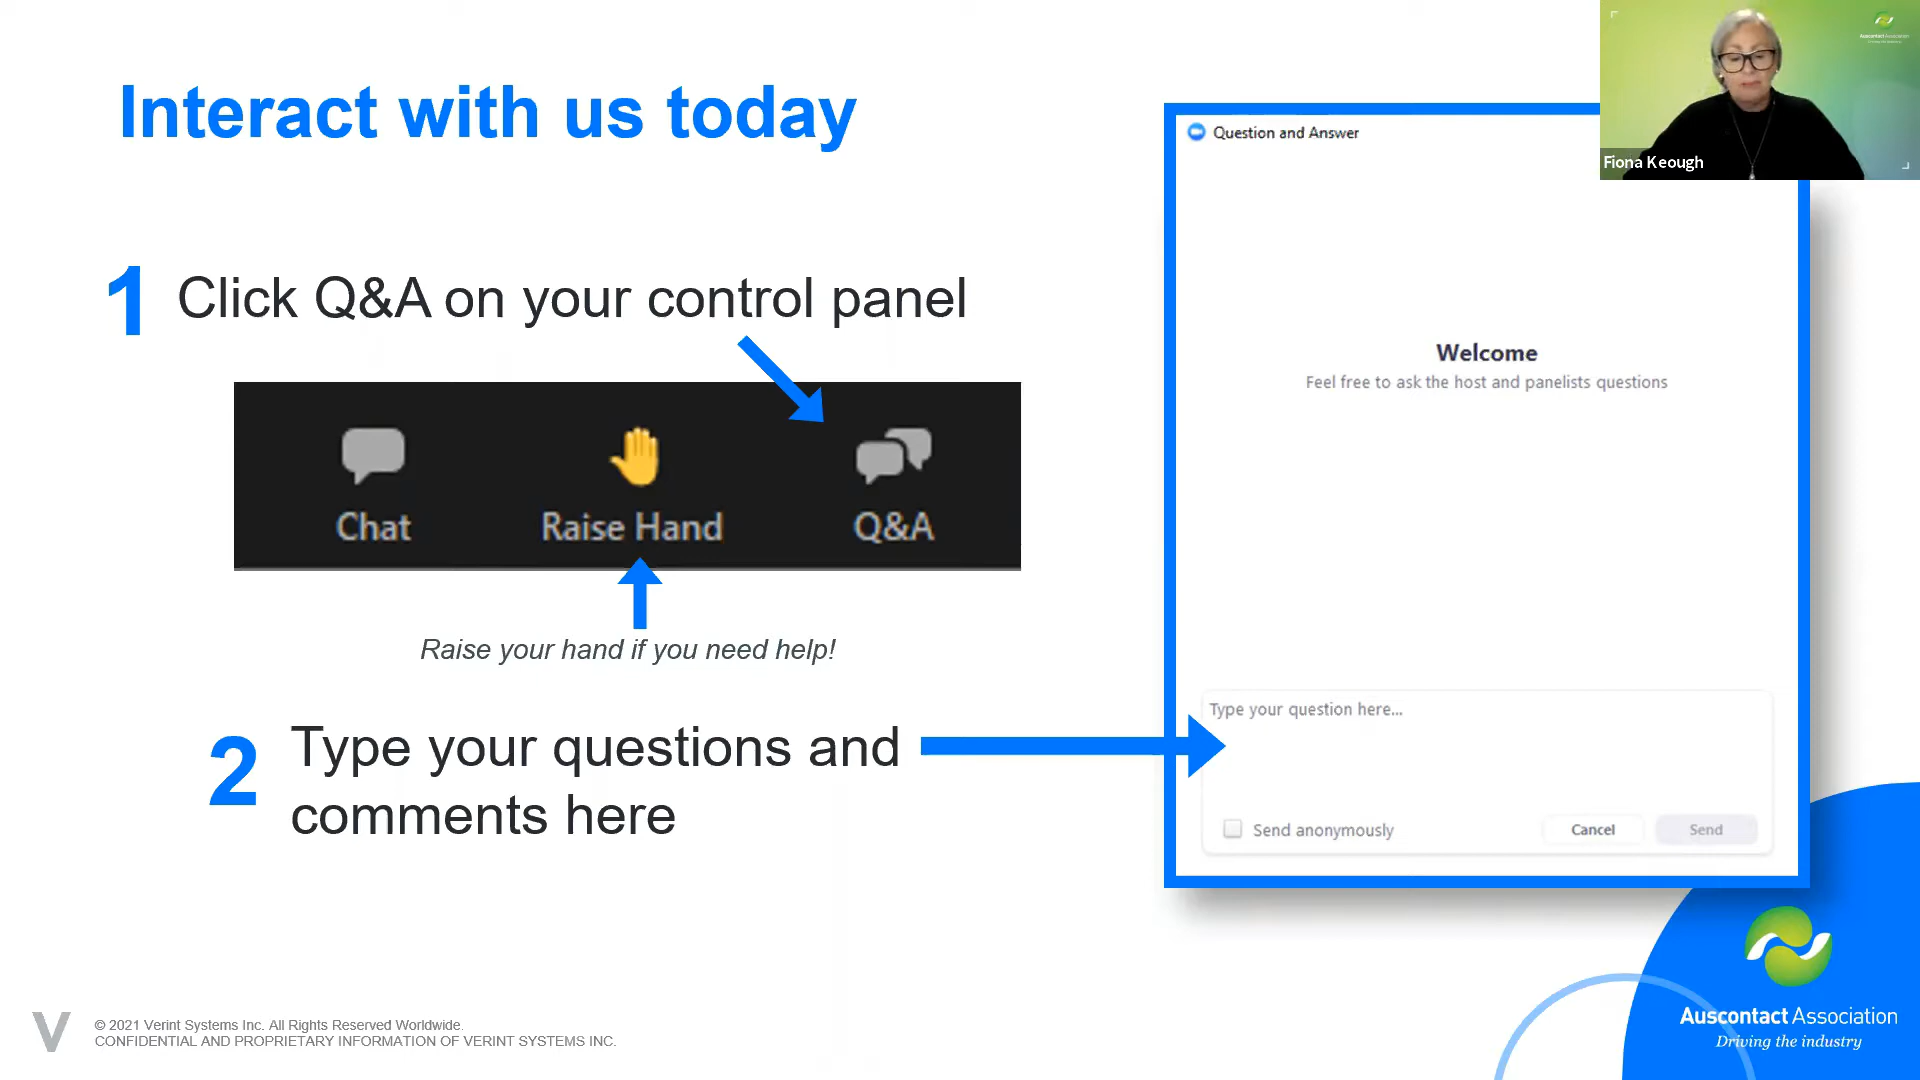 Interact with us today
Auscontact Association
Fiona Keough
Question and Answer
1 Click Q&A on your control panel
Welcome
Feel free to ask the host and panelists questions
Chat
Raise Hand
Q&A
Raise your hand if you need help!
2 Type your questions and
comments here
Type your question here...
Send anonymously
Cancel
Send
Auscontact Association
Driving the industry
V
© 2021 Verint Systems Inc. All Rights Reserved Worldwide.
CONFIDENTIAL AND PROPRIETARY INFORMATION OF VERINT SYSTEMS INC.